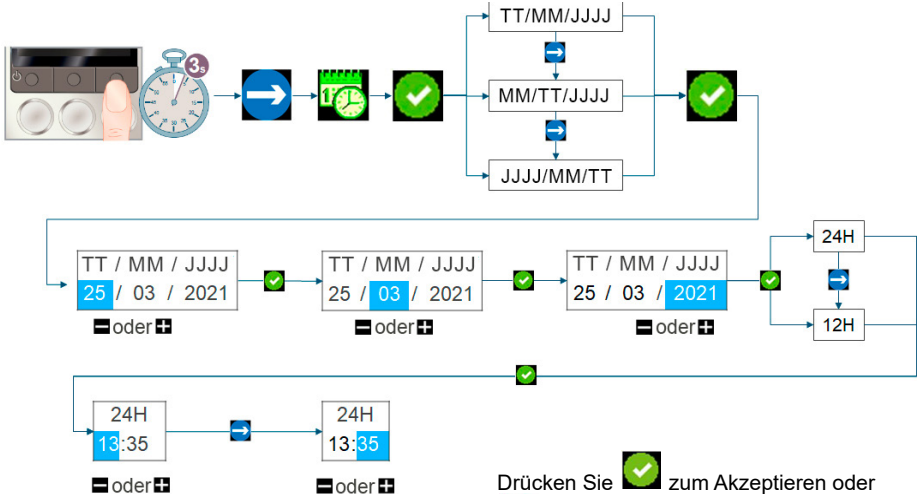 TT/MM/JJJJ
3s
MM/TT/JJJJ
JJJJ/MM/TT
TT / MM / JJJJ
25 / 03 / 2021
oder
TT / MM / JJJJ
25 / 03 / 2021
oder
TT / MM / JJJJ
25 / 03 / 2021
oder
24H
12H
24H
13:35
oder
24H
13:35
oder
Drücken Sie zum Akzeptieren oder